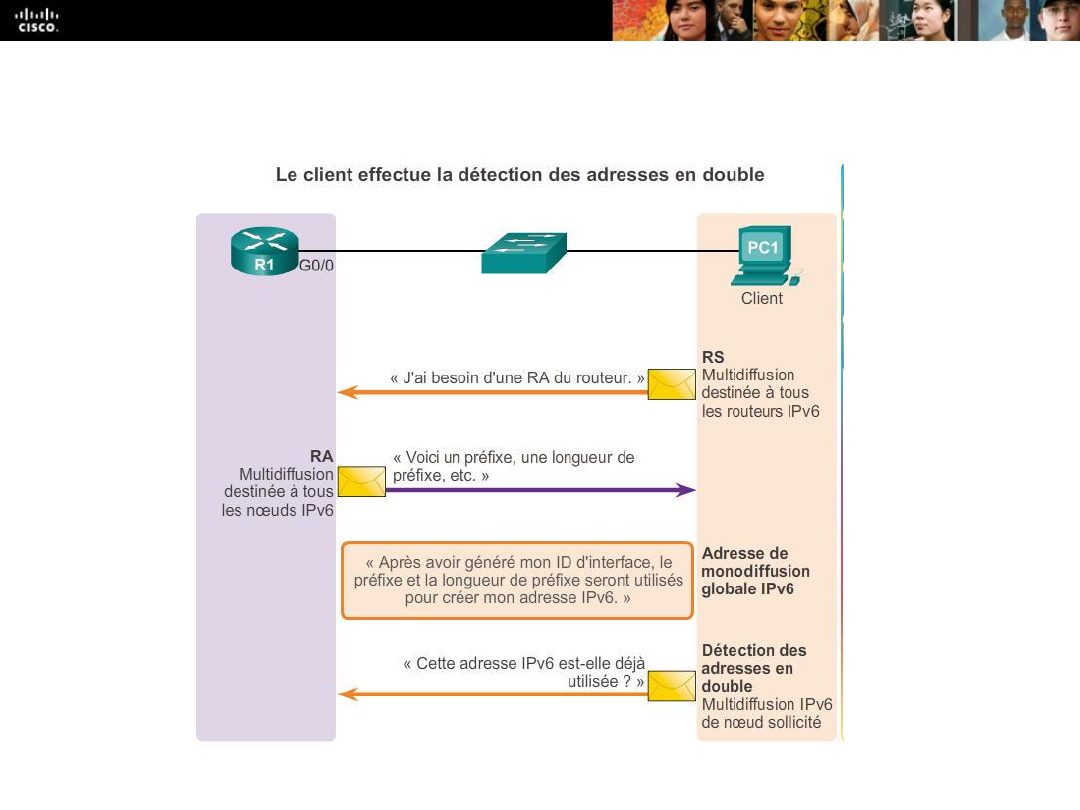 CISCO.
Le client effectue la détection des adresses en double
R1
G0/0
PC1
Client
RS
« J'ai besoin d'une RA du routeur. »
Multidiffusion
destinée à tous
les routeurs IPv6
RA
Multidiffusion
destinée à tous
les nœuds IPv6
« Voici un préfixe, une longueur de
préfixe, etc. »
« Après avoir généré mon ID d'interface, le
préfixe et la longueur de préfixe seront utilisés
pour créer mon adresse IPv6. »
Adresse de
monodiffusion
globale IPv6
« Cette adresse IPv6 est-elle déjà
utilisée ? »
Détection des
adresses en
double
Multidiffusion IPv6
de nœud sollicité